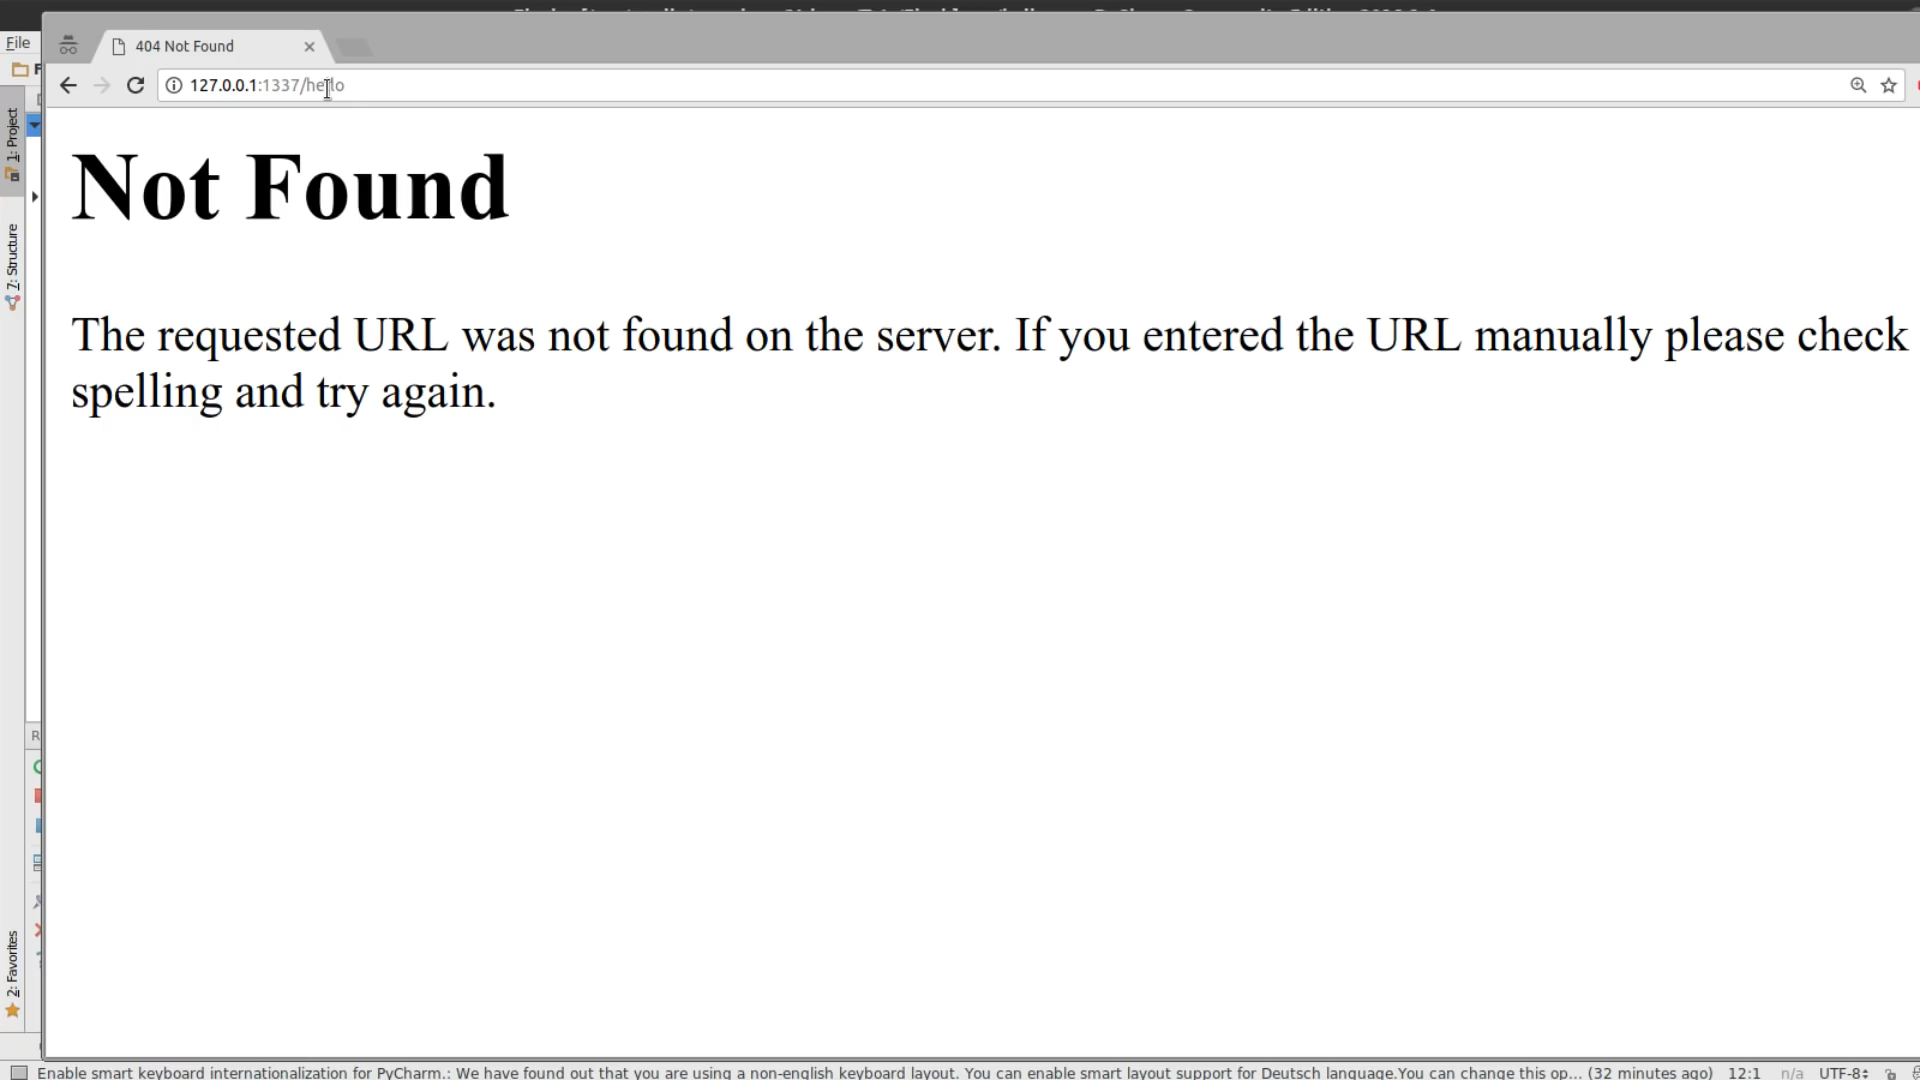 File
404 Not Found
127.0.0.1:1337/hello
1: Project
7: Structure
Not Found
The requested URL was not found on the server. If you entered the URL manually please check
spelling and try again.
2: Favorites
Enable smart keyboard internationalization for PyCharm.: We have found out that you are using a non-english keyboard layout. You can enable smart layout support for Deutsch language.You can change this op... (32 minutes ago) 12:1 n/a UTF-8